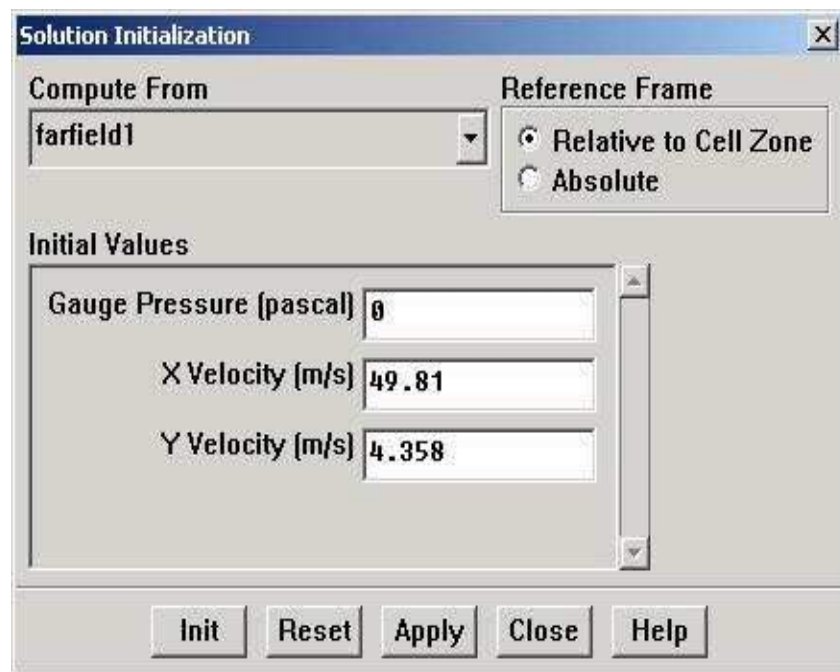 Solution Initialization
Compute From
farfield1
Reference Frame
Relative to Cell Zone
Absolute
Initial Values
Gauge Pressure (pascal) 0
X Velocity (m/s) 49.81
Y Velocity (m/s) 4.358
Init Reset Apply Close Help